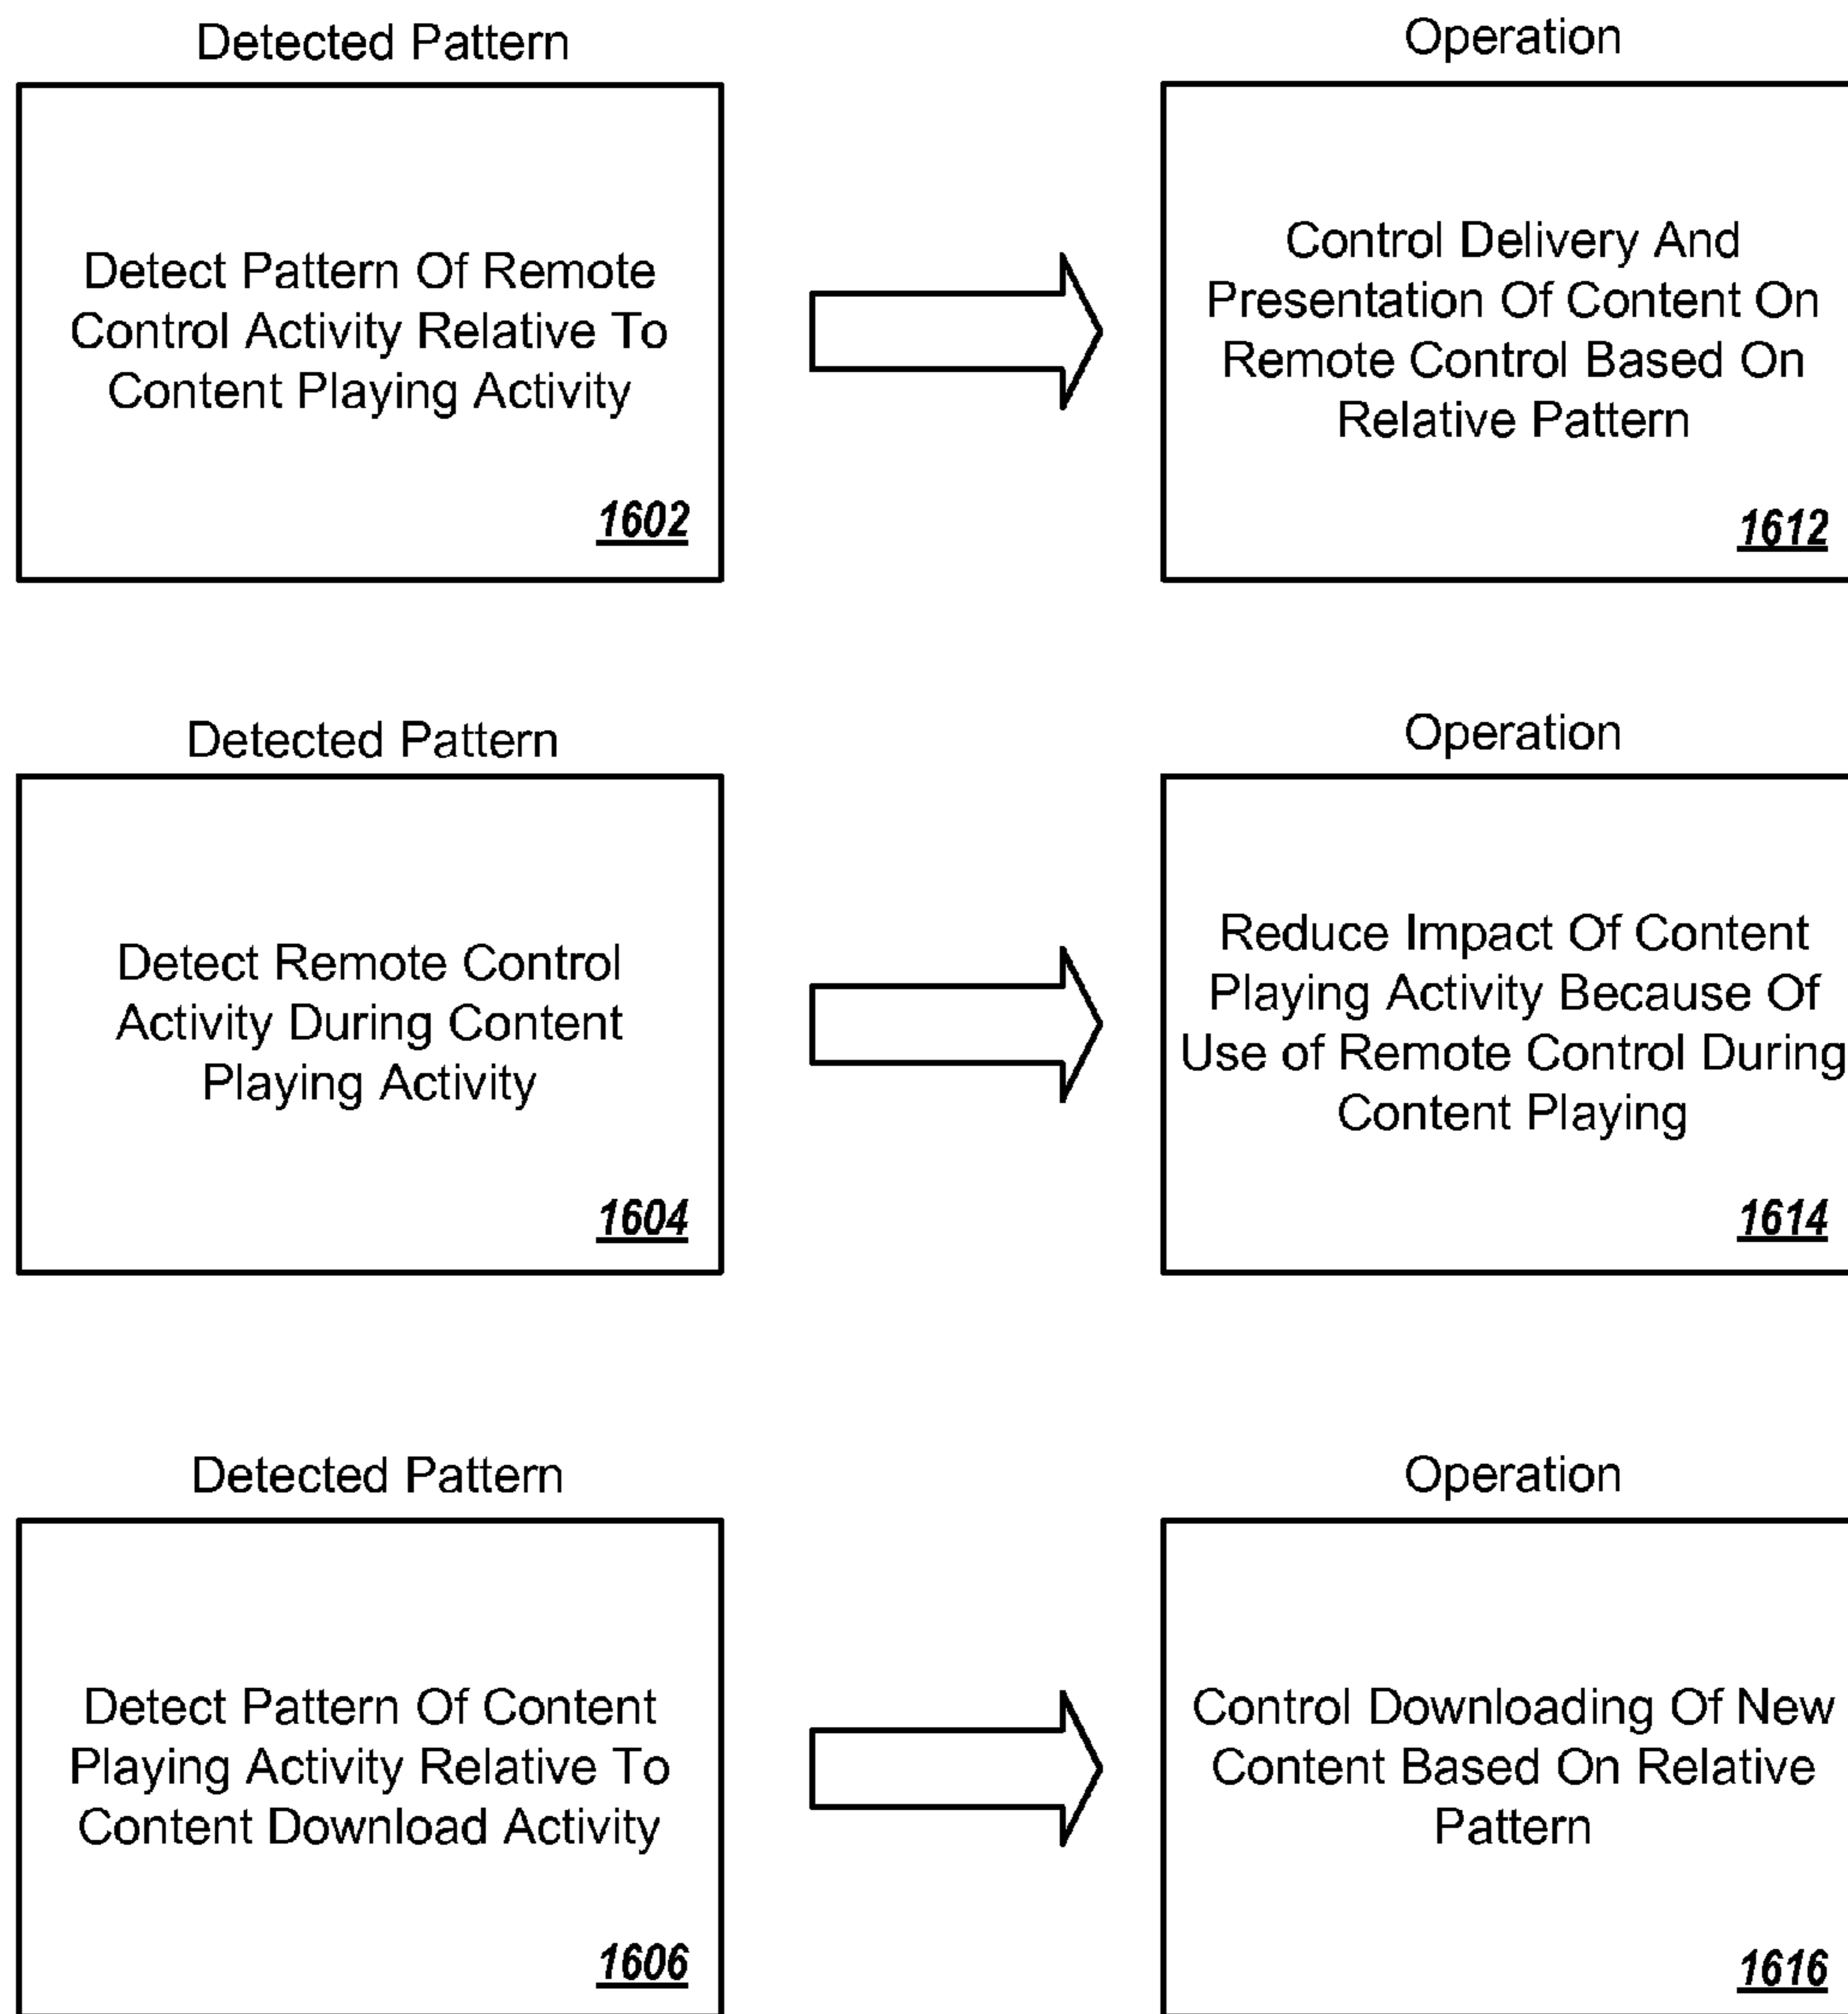 Detected Pattern
Detect Pattern Of Remote
Control Activity Relative To
Content Playing Activity
1602
Operation
Control Delivery And
Presentation Of Content On
Remote Control Based On
Relative Pattern
1612
Detected Pattern
Detect Remote Control
Activity During Content
Playing Activity
1604
Operation
Reduce Impact Of Content
Playing Activity Because Of
Use of Remote Control During
Content Playing
1614
Detected Pattern
Detect Pattern Of Content
Playing Activity Relative To
Content Download Activity
1606
Operation
Control Downloading Of New
Content Based On Relative
Pattern
1616